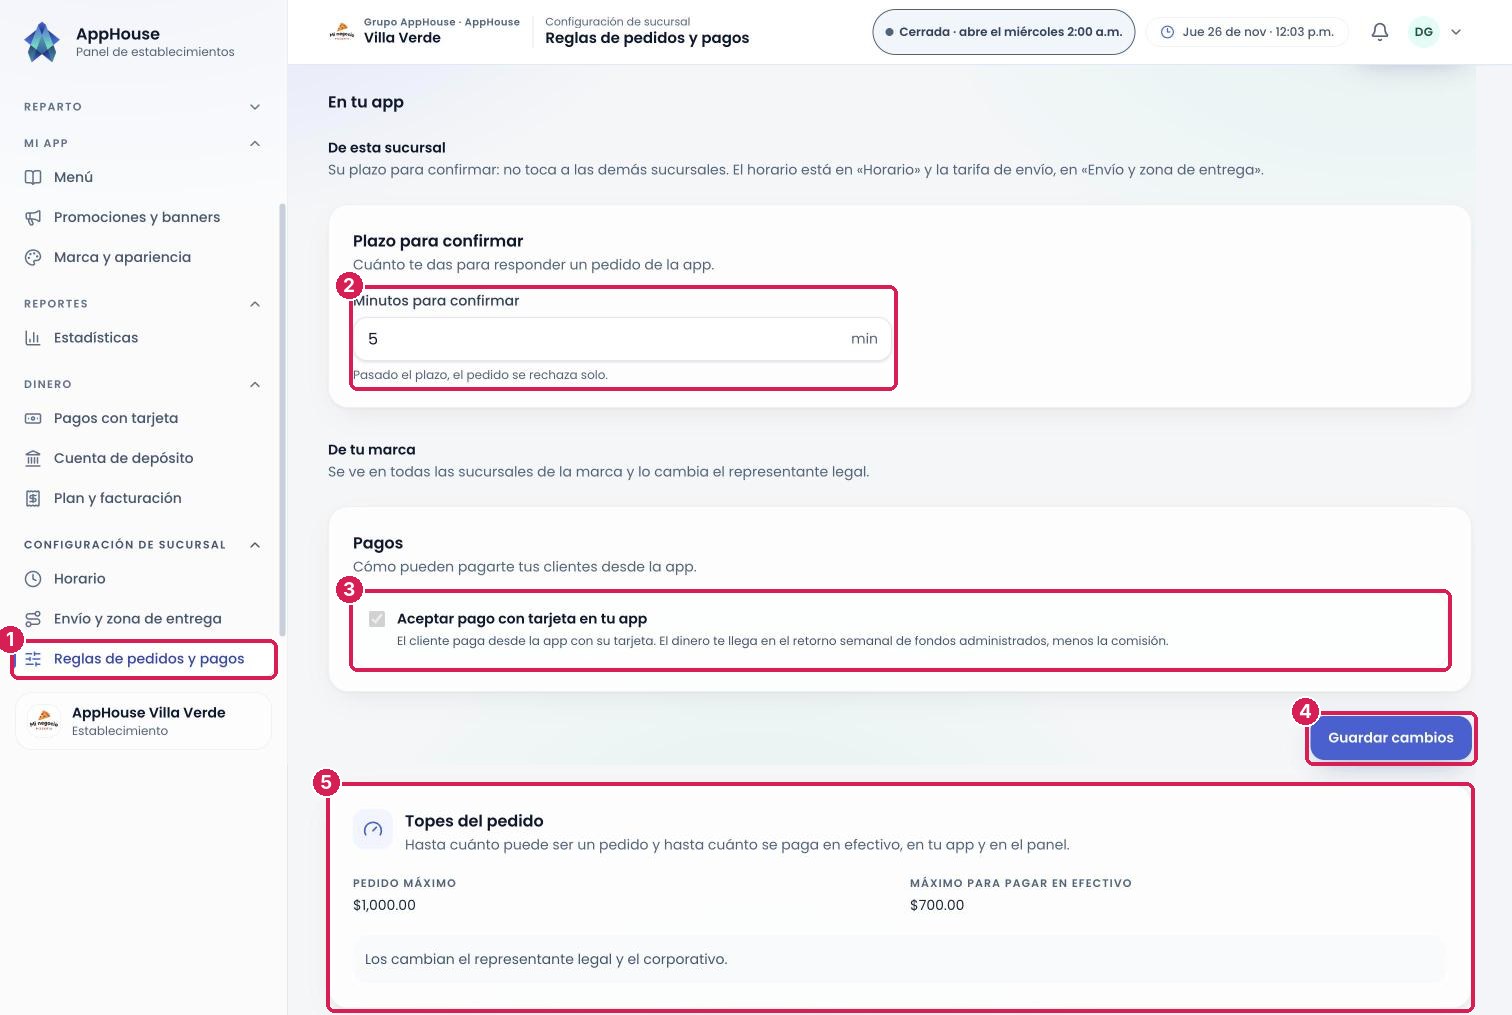 AppHouse
Panel de establecimientos
REPARTO
MI APP
Menú
Promociones y banners
Marca y apariencia
REPORTES
Estadísticas
DINERO
Pagos con tarjeta
Cuenta de depósito
Plan y facturación
CONFIGURACIÓN DE SUCURSAL
Horario
Envío y zona de entrega
1
Reglas de pedidos y pagos
Mi negocio
AppHouse Villa Verde
Establecimiento
Mi negocio
Grupo AppHouse · AppHouse
Villa Verde
Configuración de sucursal
Reglas de pedidos y pagos
Cerrada · abre el miércoles 2:00 a.m.
Jue 26 de nov · 12:03 p.m.
DG
En tu app
De esta sucursal
Su plazo para confirmar: no toca a las demás sucursales. El horario está en «Horario» y la tarifa de envío, en «Envío y zona de entrega».
Plazo para confirmar
Cuánto te das para responder un pedido de la app.
2
Minutos para confirmar
5 min
Pasado el plazo, el pedido se rechaza solo.
De tu marca
Se ve en todas las sucursales de la marca y lo cambia el representante legal.
Pagos
Cómo pueden pagarte tus clientes desde la app.
3
Aceptar pago con tarjeta en tu app
El cliente paga desde la app con su tarjeta. El dinero te llega en el retorno semanal de fondos administrados, menos la comisión.
4
Guardar cambios
5
Topes del pedido
Hasta cuánto puede ser un pedido y hasta cuánto se paga en efectivo, en tu app y en el panel.
PEDIDO MÁXIMO
$1,000.00
MÁXIMO PARA PAGAR EN EFECTIVO
$700.00
Los cambian el representante legal y el corporativo.